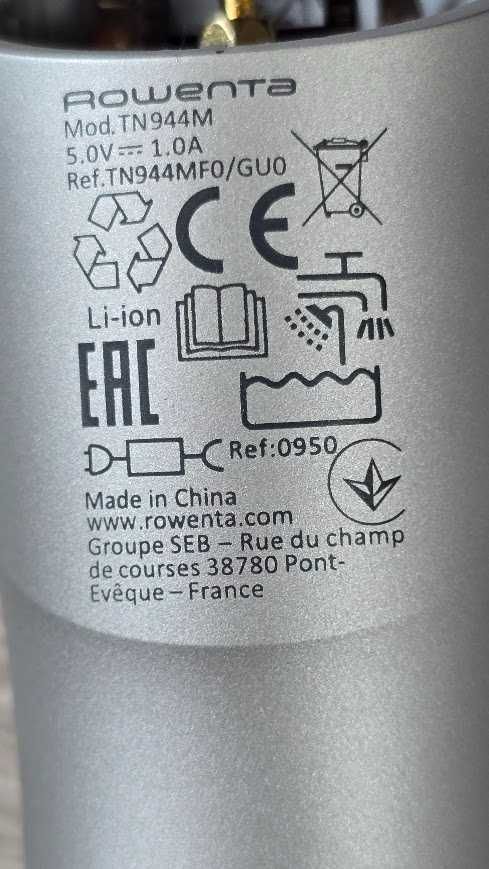 ROWENTA
Mod.TN944M
5.0V⎓1.0A
Ref.TN944MF0/GU0
CE
Li-ion
EAC
Ref:0950
Made in China
www.rowenta.com
Groupe SEB – Rue du champ
de courses 38780 Pont-
Evêque – France